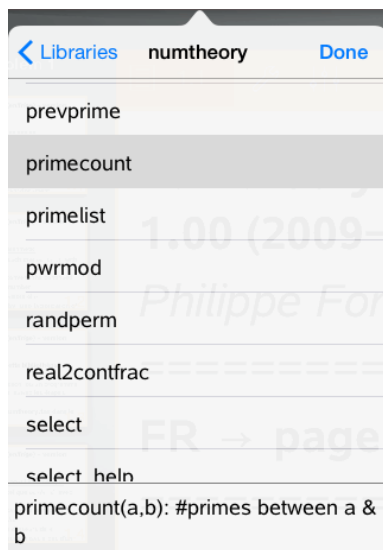 Libraries numtheory Done
prevprime
primecount
primelist
1.00 (2009–
pwrmod
Philippe For
randperm
real2contfrac
select
FR → page
select_help
primecount(a,b): #primes between a &
b